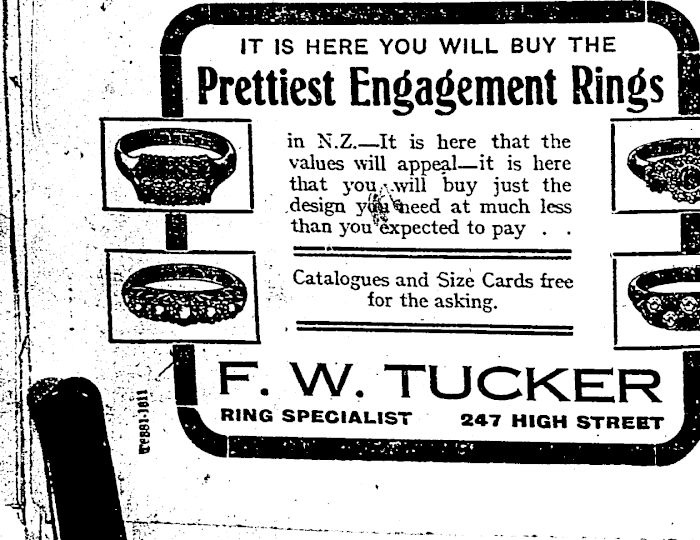 IT IS HERE YOU WILL BUY THE
Prettiest Engagement Rings
in N.Z.—It is here that the
values will appeal—it is here
that you will buy just the
design you need at much less
than you expected to pay . .
Catalogues and Size Cards free
for the asking.
F. W. TUCKER
RING SPECIALIST 247 HIGH STREET